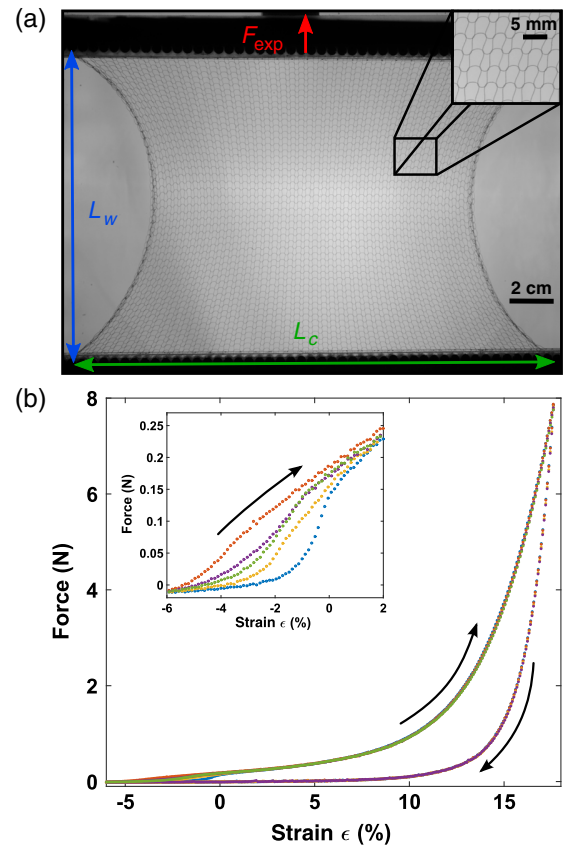 (a)
F_exp
5 mm
L_w
2 cm
L_c
(b)
8
6
4
2
0
Force (N)
-5
0
5
10
15
Strain ϵ (%)
0.25
0.2
0.15
0.1
0.05
0
Force (N)
-6
-4
-2
0
2
Strain ϵ (%)